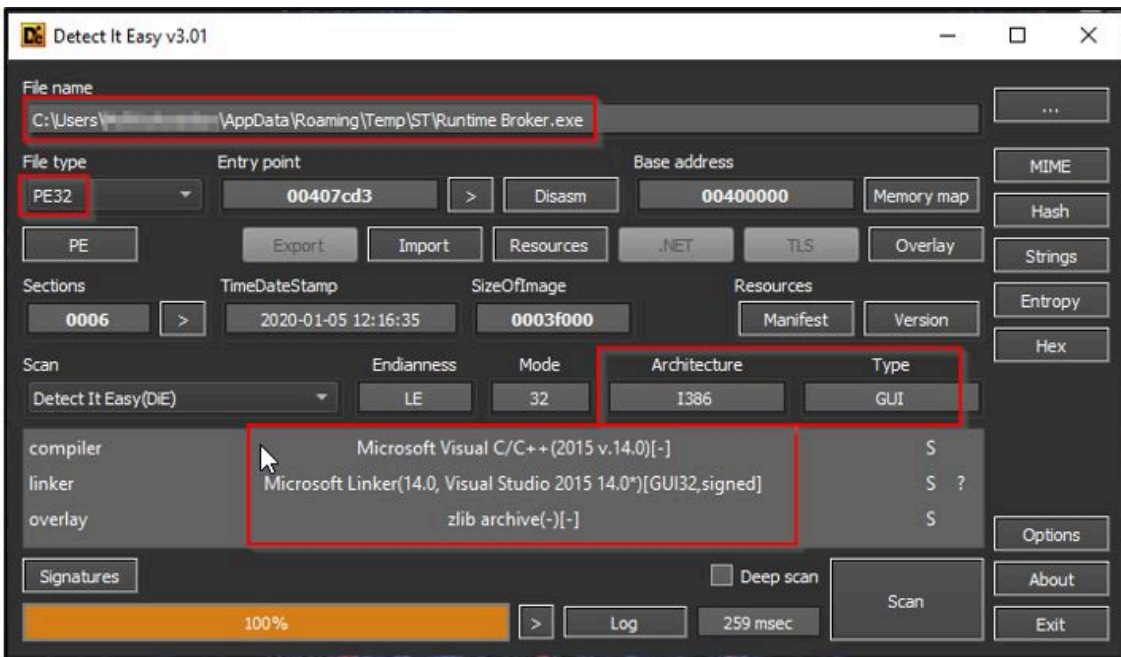 Detect It Easy v3.01
File name
C:\Users\ \AppData\Roaming\Temp\ST\Runtime Broker.exe
...
File type Entry point Base address
PE32 00407cd3 > Disasm 00400000 Memory map MIME
Hash
PE Export Import Resources .NET TLS Overlay
Strings
Sections TimeDateStamp SizeOfImage Resources
0006 > 2020-01-05 12:16:35 0003f000 Manifest Version Entropy
Hex
Scan Endianness Mode Architecture Type
Detect It Easy(DiE) LE 32 I386 GUI
compiler Microsoft Visual C/C++(2015 v.14.0)[-] S
linker Microsoft Linker(14.0, Visual Studio 2015 14.0*)[GUI32,signed] S ?
overlay zlib archive(-)[-] S
Options
Signatures Deep scan Scan About
100% > Log 259 msec Exit